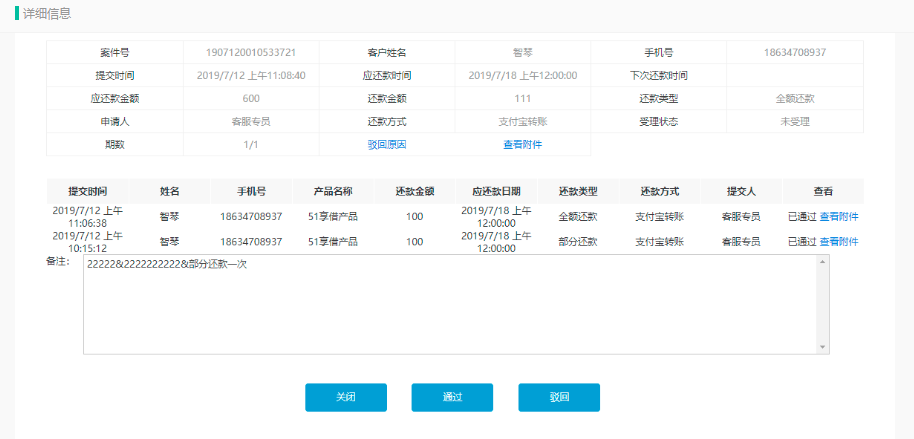 详细信息
案件号 1907120010533721 客户姓名 智琴 手机号 18634708937
提交时间 2019/7/12 上午11:08:40 应还款时间 2019/7/18 上午12:00:00 下次还款时间
应还款金额 600 还款金额 111 还款类型 全额还款
申请人 客服专员 还款方式 支付宝转账 受理状态 未受理
期数 1/1 驳回原因 查看附件
提交时间 姓名 手机号 产品名称 还款金额 应还款日期 还款类型 还款方式 提交人 查看
2019/7/12 上午 11:06:38 智琴 18634708937 51享借产品 100 2019/7/18 上午 12:00:00 全额还款 支付宝转账 客服专员 已通过 查看附件
2019/7/12 上午 10:15:12 智琴 18634708937 51享借产品 100 2019/7/18 上午 12:00:00 部分还款 支付宝转账 客服专员 已通过 查看附件
备注： 22222&2222222222&部分还款一次
关闭 通过 驳回